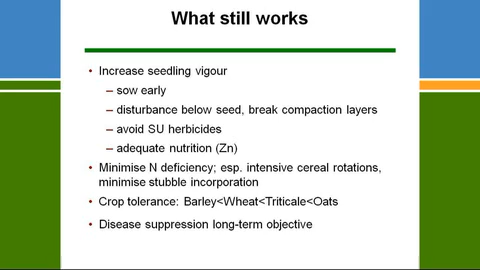 What still works
• Increase seedling vigour
– sow early
– disturbance below seed, break compaction layers
– avoid SU herbicides
– adequate nutrition (Zn)
• Minimise N deficiency; esp. intensive cereal rotations,
minimise stubble incorporation
• Crop tolerance: Barley<Wheat<Triticale<Oats
• Disease suppression long-term objective